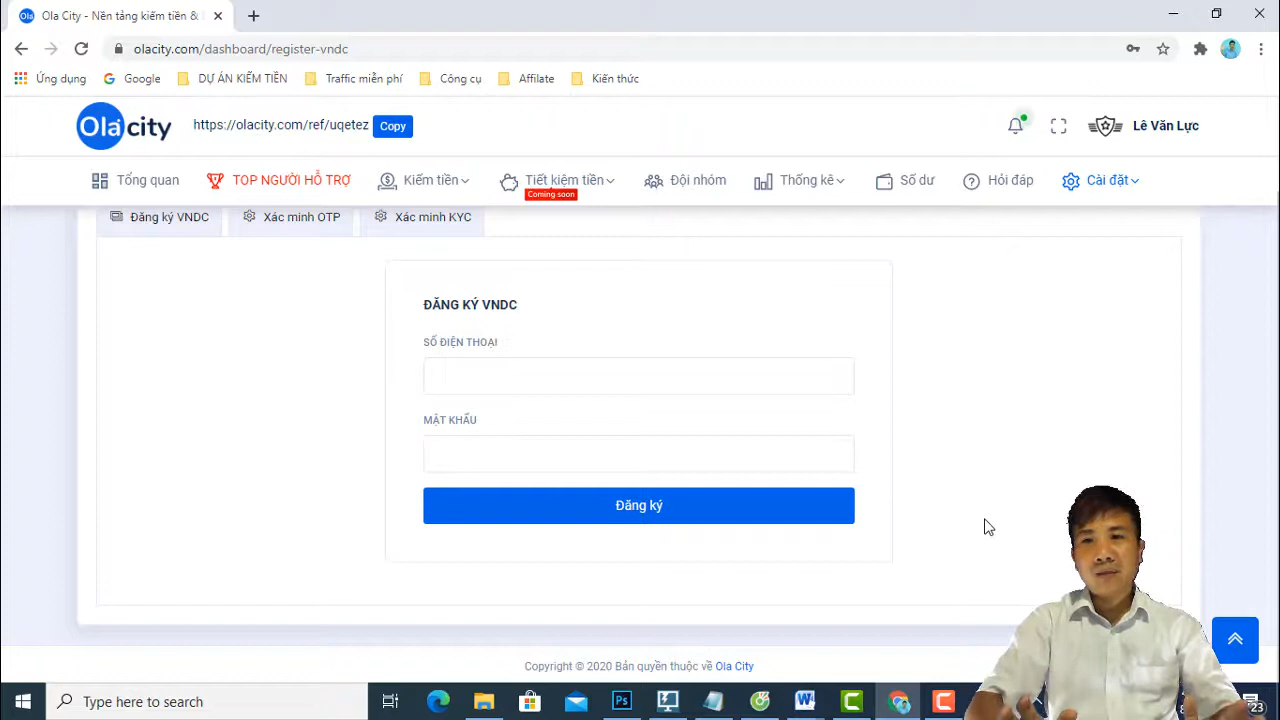 Ola City - Nền tảng kiếm tiền &
olacity.com/dashboard/register-vndc
Ứng dụng
Google
DỰ ÁN KIẾM TIỀN
Traffic miễn phí
Công cụ
Affilate
Kiến thức
Ola city
https://olacity.com/ref/uqetez
Copy
Lê Văn Lực
Tổng quan
TOP NGƯỜI HỖ TRỢ
Kiếm tiền
Tiết kiệm tiền
Coming soon
Đội nhóm
Thống kê
Số dư
Hỏi đáp
Cài đặt
Đăng ký VNDC
Xác minh OTP
Xác minh KYC
ĐĂNG KÝ VNDC
SỐ ĐIỆN THOẠI
MẬT KHẨU
Đăng ký
Copyright © 2020 Bản quyền thuộc về Ola City
Type here to search
Ps
W
C
C
23